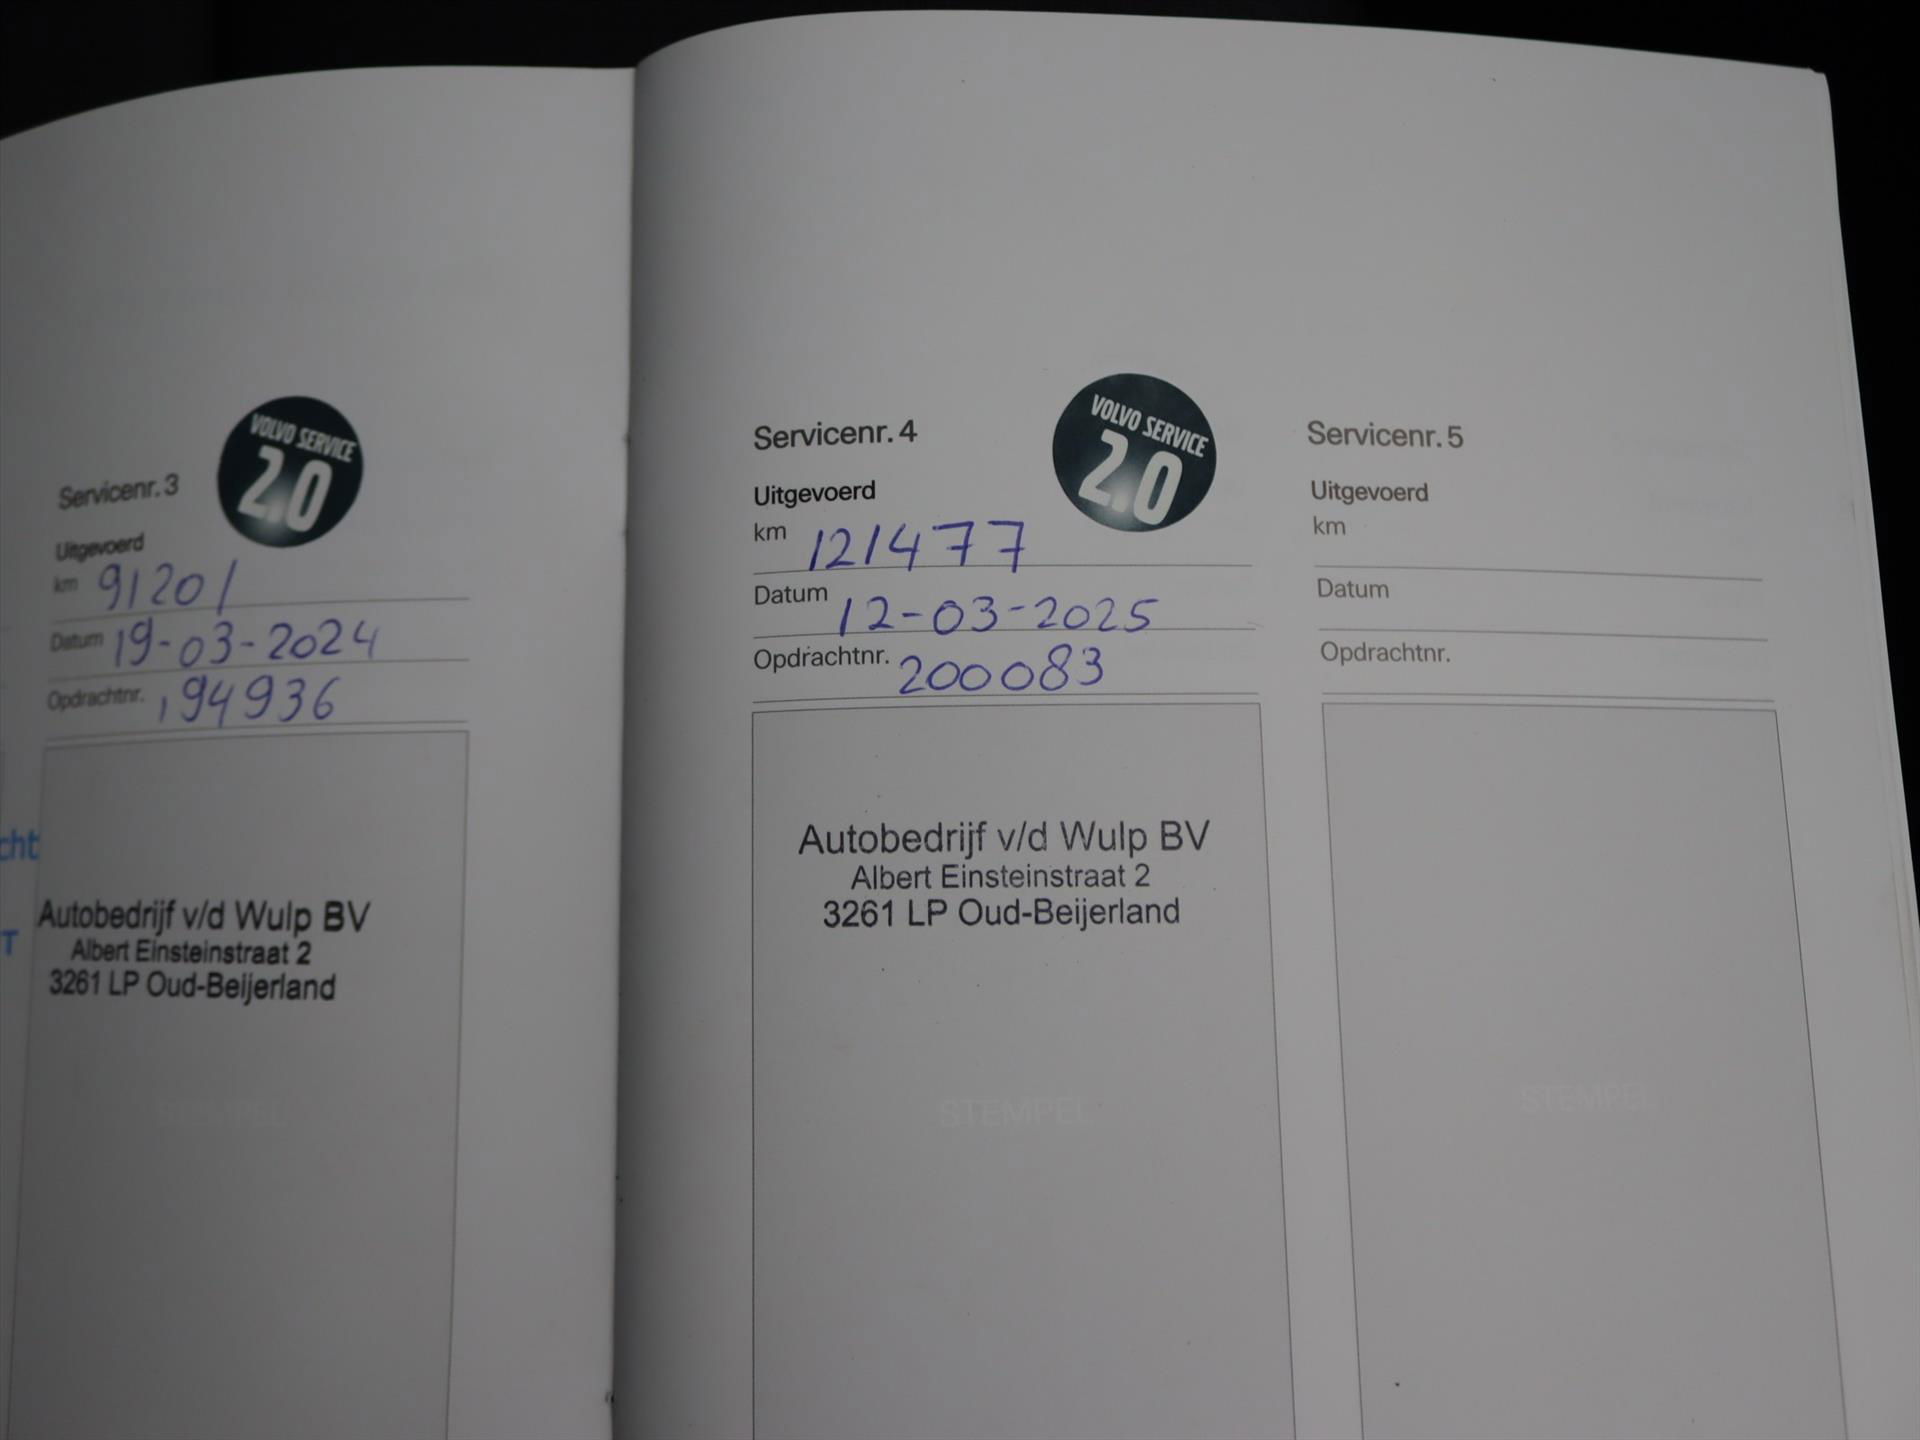 Servicenr. 3
VOLVO SERVICE
2.0
Uitgevoerd
km 91201
Datum 19-03-2024
Opdrachtnr. 194936
cht
T
Autobedrijf v/d Wulp BV
Albert Einsteinstraat 2
3261 LP Oud-Beijerland
STEMPEL
Servicenr. 4
VOLVO SERVICE
2.0
Uitgevoerd
km 121477
Datum 12-03-2025
Opdrachtnr. 200083
Autobedrijf v/d Wulp BV
Albert Einsteinstraat 2
3261 LP Oud-Beijerland
STEMPEL
Servicenr. 5
Uitgevoerd
km
Datum
Opdrachtnr.
STEMPEL